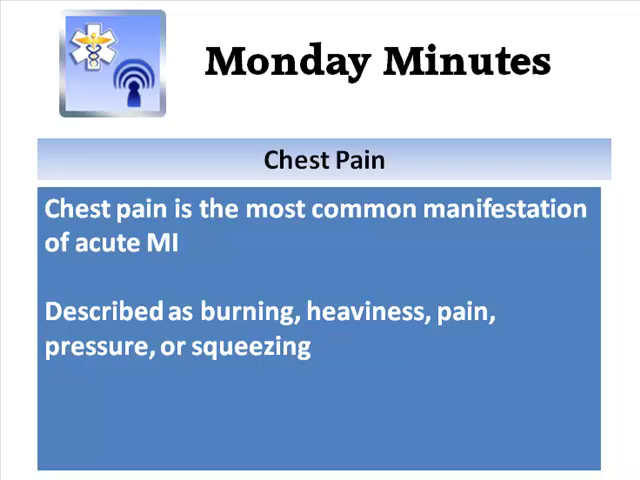 Monday Minutes
Chest Pain
Chest pain is the most common manifestation
of acute MI
Described as burning, heaviness, pain,
pressure, or squeezing